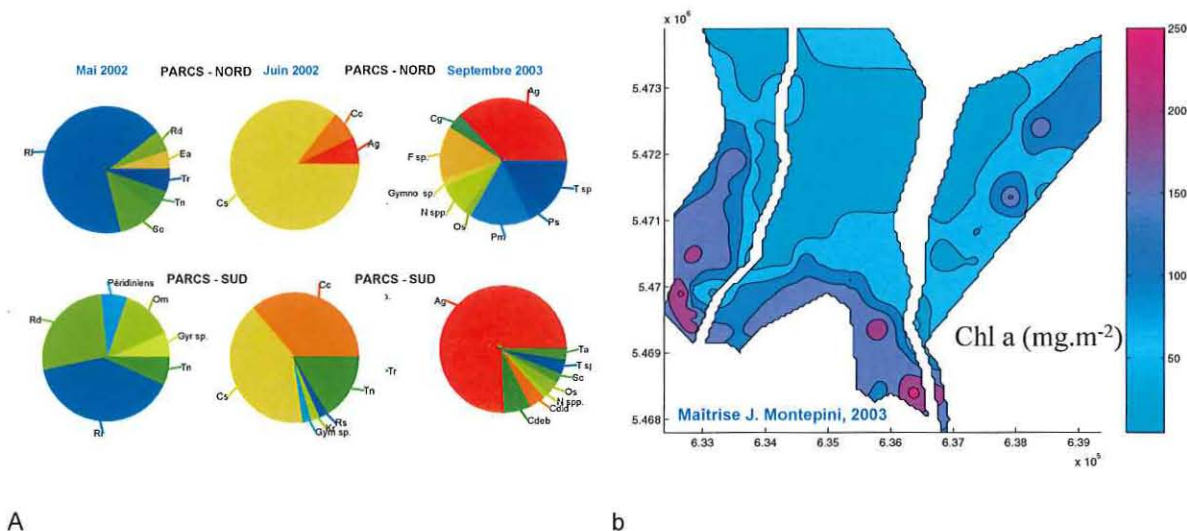 Mai 2002 PARCS - NORD Juin 2002 PARCS - NORD Septembre 2003
Rl
Rd
Ea
Tr
Tn
Sc
Cs
Cc
Ag
Ag
Cg
F sp.
Gymno sp.
N spp.
Os
Pm
Ps
T sp
PARCS - SUD PARCS - SUD
Péridiniens
Om
Gyr sp.
Tn
Rl
Rd
Cc
Tn
Rs
Gym sp.
Cs
Tr
Ag
Ta
T sp
Sc
Os
N spp.
Cdeb
A
x 10⁶
5.473
5.472
5.471
5.47
5.469
5.468
6.33 6.34 6.35 6.36 6.37 6.38 6.39
x 10⁵
Chl a (mg.m⁻²)
Maîtrise J. Montepini, 2003
250
200
150
100
50
b